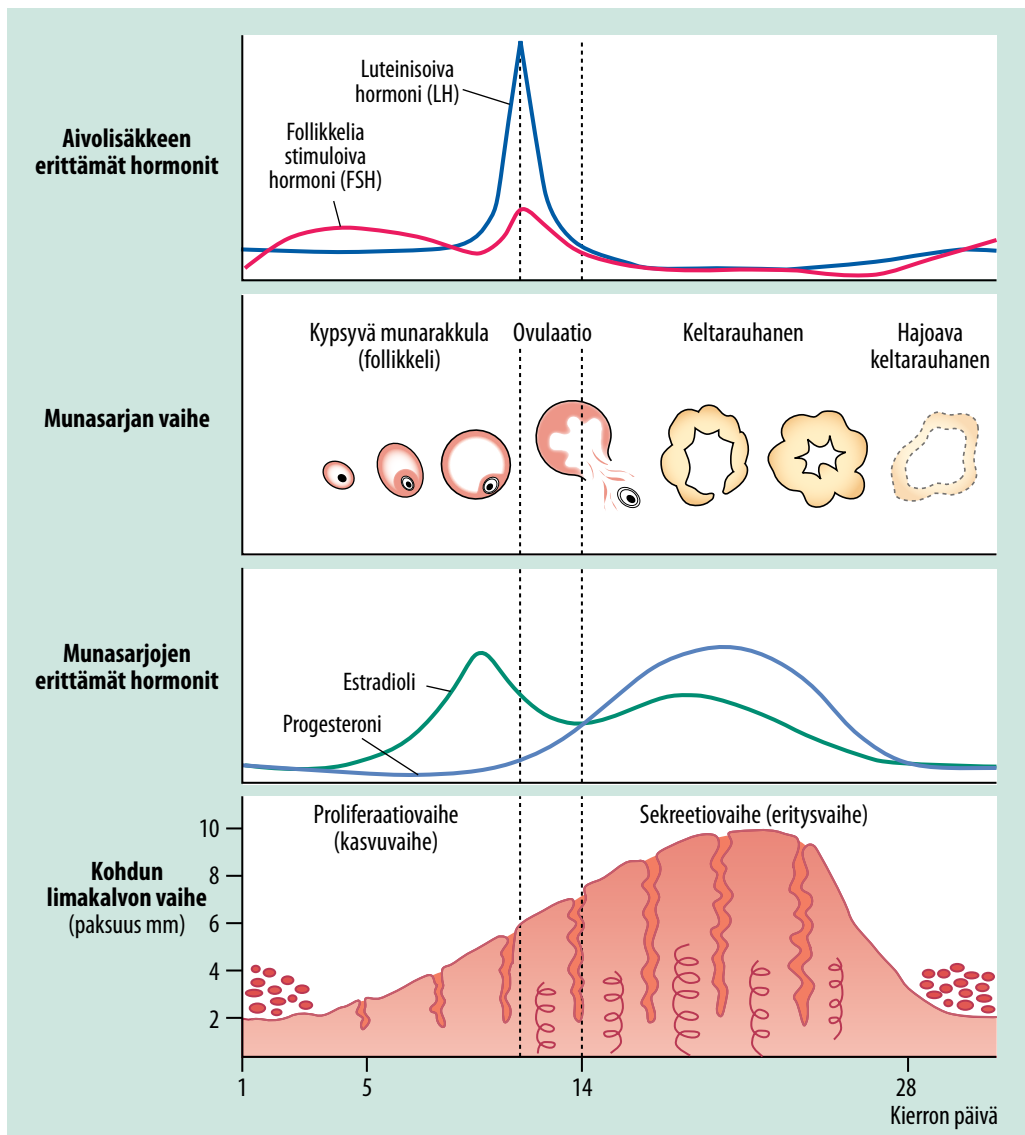 Aivolisäkkeen
erittämät hormonit
Luteinisoiva
hormoni (LH)
Follikkelia
stimuloiva
hormoni (FSH)
Munasarjan vaihe
Kypsyvä munarakkula
(follikkeli)
Ovulaatio
Keltarauhanen
Hajoava
keltarauhanen
Munasarjojen
erittämät hormonit
Estradioli
Progesteroni
Kohdun
limakalvon vaihe
(paksuus mm)
Proliferaatiovaihe
(kasvuvaihe)
Sekreetiovaihe (eritysvaihe)
10
8
6
4
2
1
5
14
28
Kierron päivä